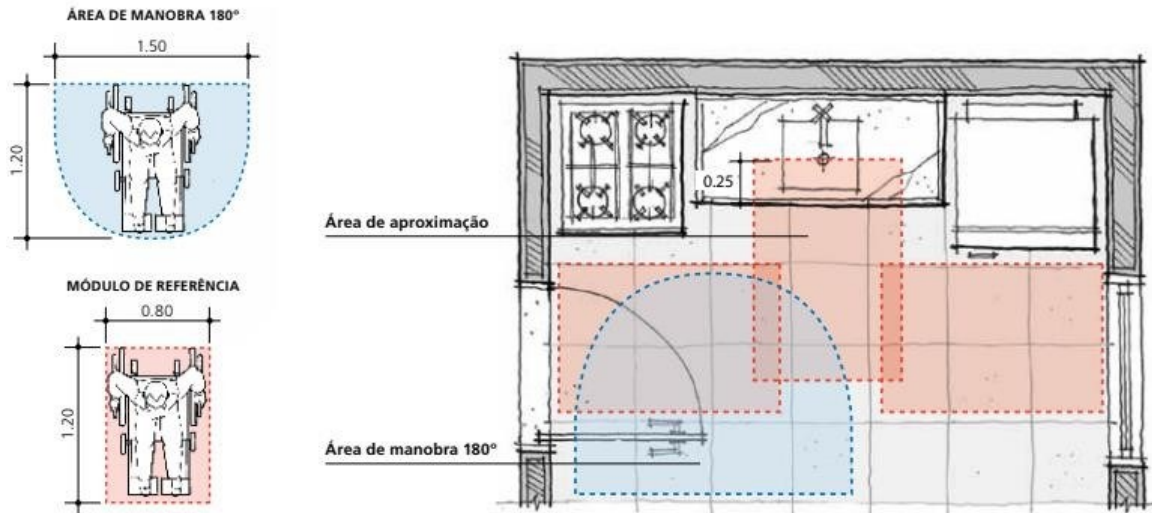 ÁREA DE MANOBRA 180º
1.50
1.20
MÓDULO DE REFERÊNCIA
0.80
1.20
0.25
Área de aproximação
Área de manobra 180º